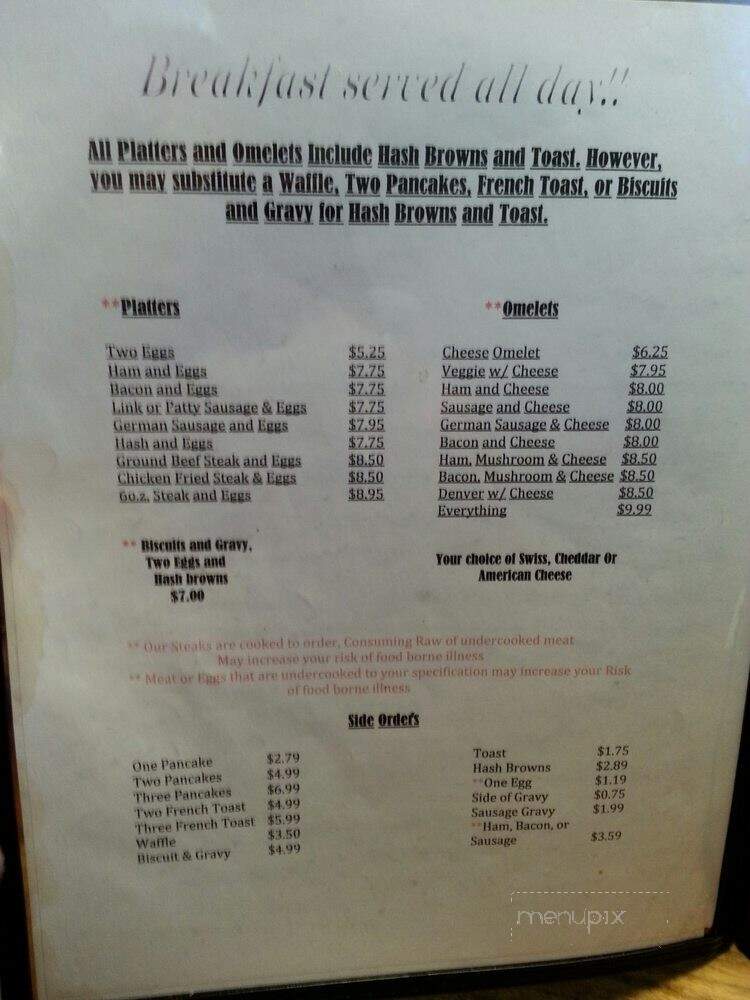 Breakfast served all day!!
All Platters and Omelets Include Hash Browns and Toast. However,
you may substitute a Waffle, Two Pancakes, French Toast, or Biscuits
and Gravy for Hash Browns and Toast.
**Platters
Two Eggs $5.25
Ham and Eggs $7.75
Bacon and Eggs $7.75
Link or Patty Sausage & Eggs $7.75
German Sausage and Eggs $7.95
Hash and Eggs $7.75
Ground Beef Steak and Eggs $8.50
Chicken Fried Steak & Eggs $8.50
6o.z. Steak and Eggs $8.95
** Biscuits and Gravy,
Two Eggs and
Hash browns
$7.00
**Omelets
Cheese Omelet $6.25
Veggie w/ Cheese $7.95
Ham and Cheese $8.00
Sausage and Cheese $8.00
German Sausage & Cheese $8.00
Bacon and Cheese $8.00
Ham, Mushroom & Cheese $8.50
Bacon, Mushroom & Cheese $8.50
Denver w/ Cheese $8.50
Everything $9.99
Your choice of Swiss, Cheddar Or
American Cheese
** Our Steaks are cooked to order, Consuming Raw of undercooked meat
May increase your risk of food borne illness
** Meat or Eggs that are undercooked to your specification may increase your Risk
of food borne illness
Side Orders
One Pancake $2.79
Two Pancakes $4.99
Three Pancakes $6.99
Two French Toast $4.99
Three French Toast $5.99
Waffle $3.50
Biscuit & Gravy $4.99
Toast $1.75
Hash Browns $2.89
**One Egg $1.19
Side of Gravy $0.75
Sausage Gravy $1.99
**Ham, Bacon, or
Sausage $3.59
menupix